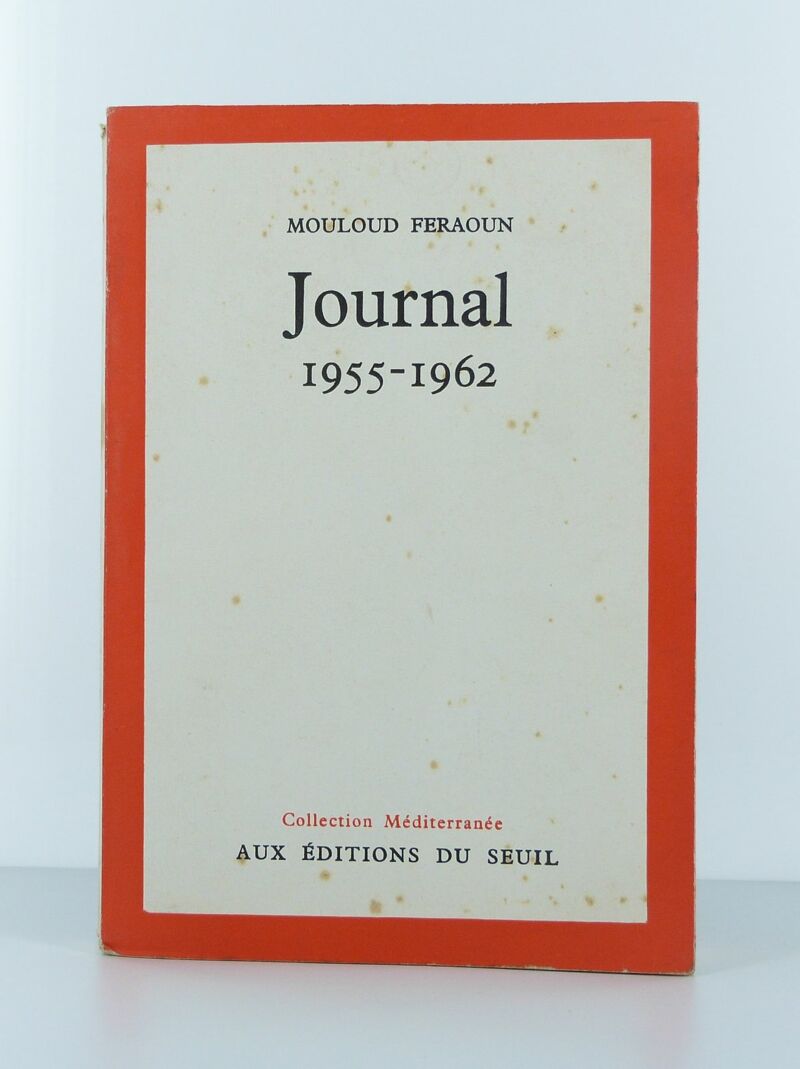 MOULOUD FERAOUN
Journal
1955-1962
Collection Méditerranée
AUX ÉDITIONS DU SEUIL